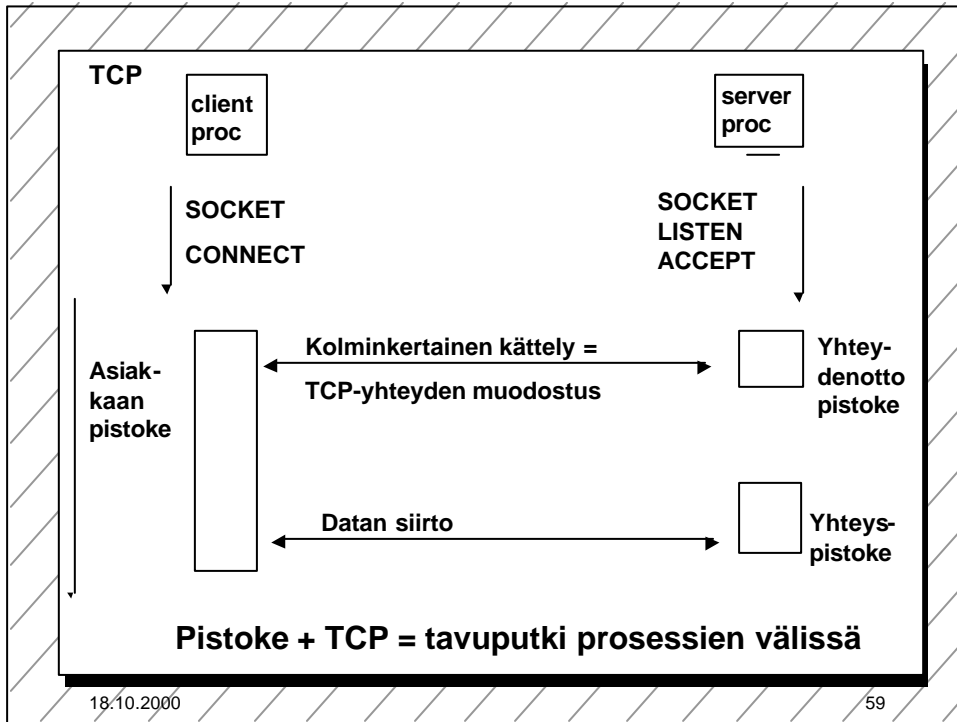 TCP
client
proc
server
proc
SOCKET
CONNECT
SOCKET
LISTEN
ACCEPT
Asiak-
kaan
pistoke
Kolminkertainen kättely =
TCP-yhteyden muodostus
Yhtey-
denotto
pistoke
Datan siirto
Yhteys-
pistoke
Pistoke + TCP = tavuputki prosessien välissä
18.10.2000
59